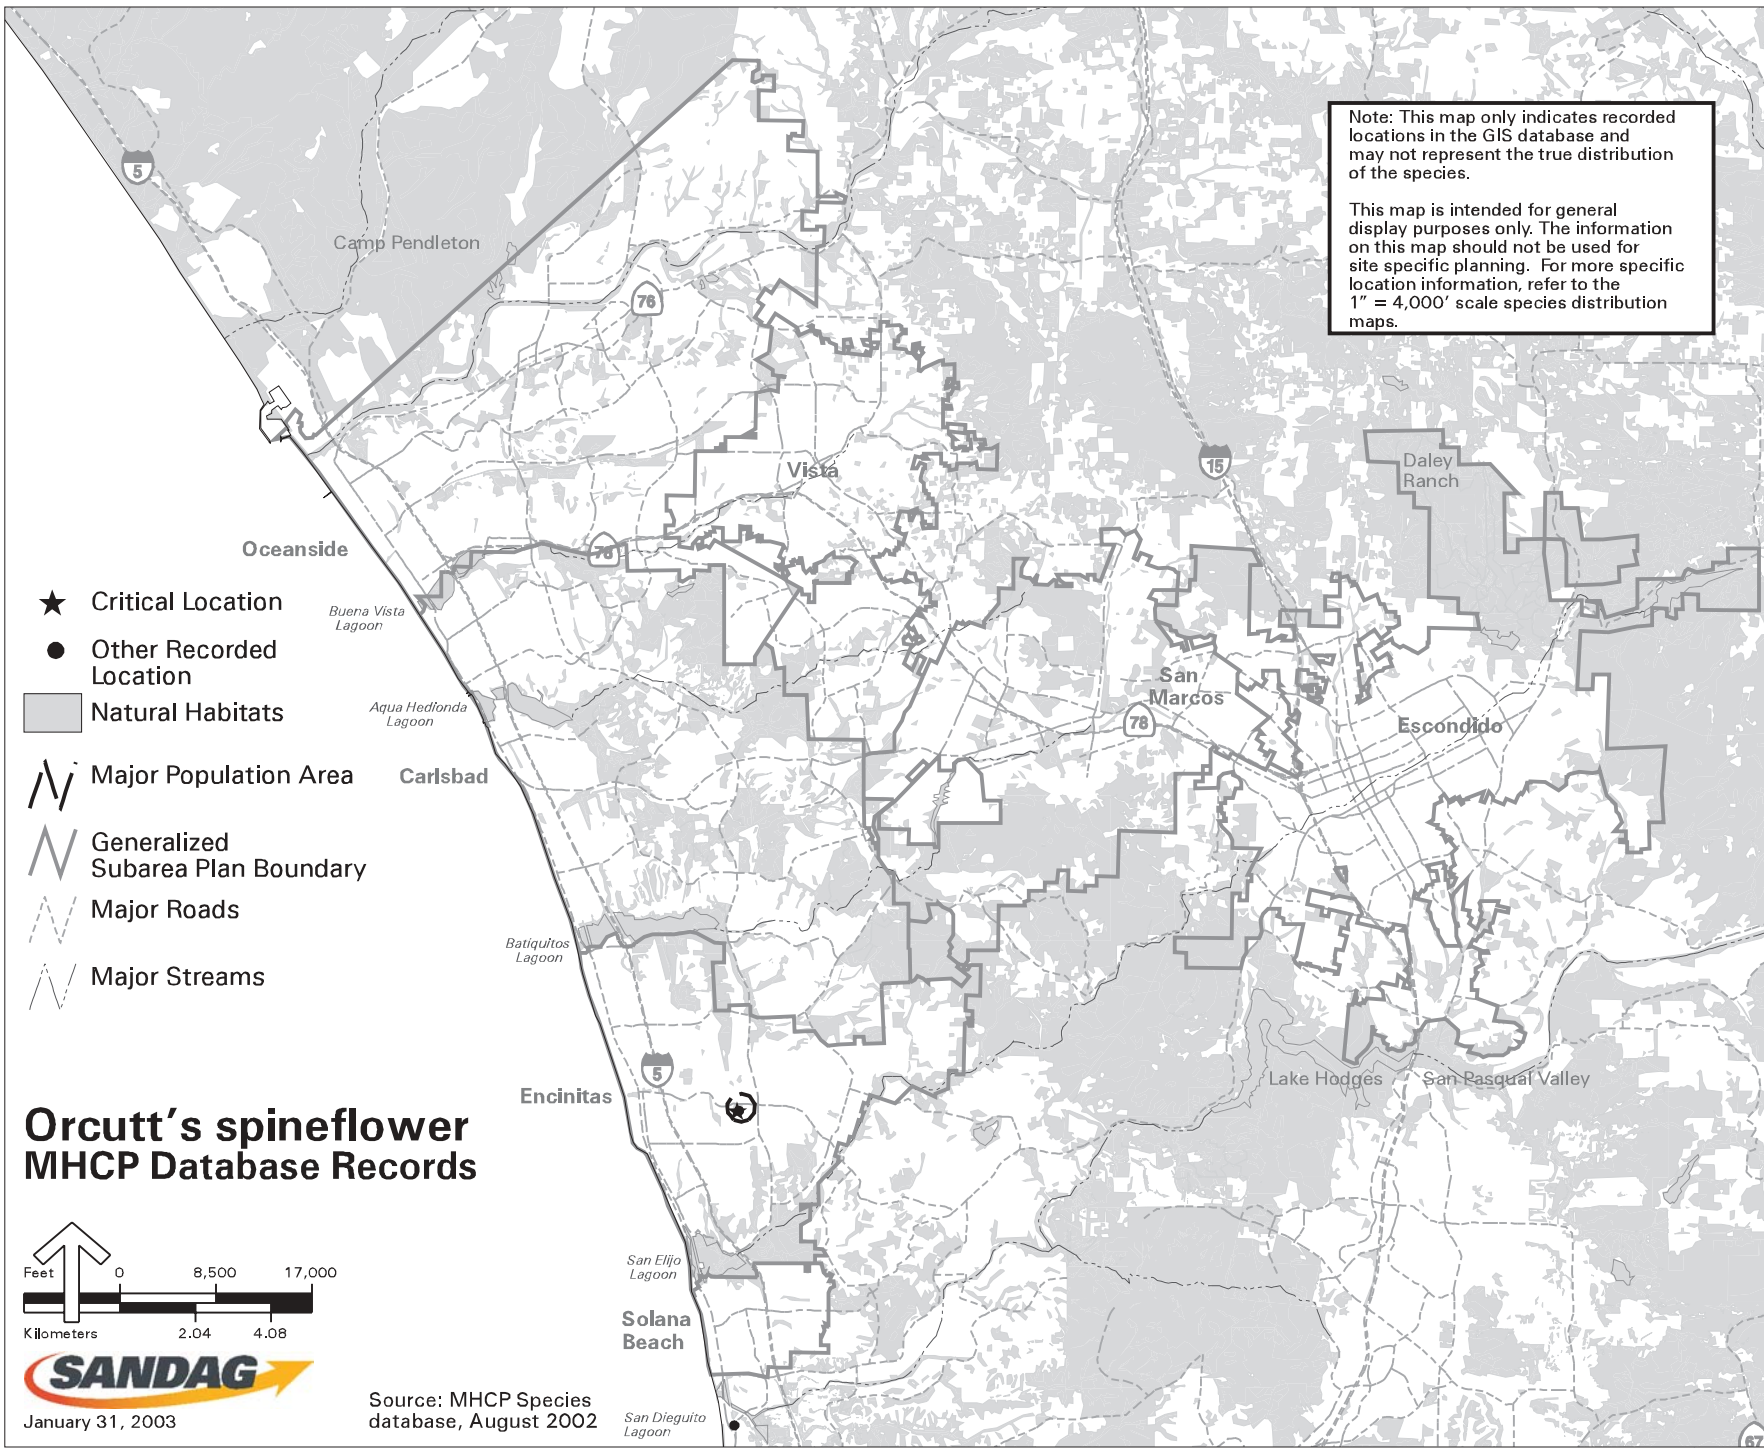 Note: This map only indicates recorded
locations in the GIS database and
may not represent the true distribution
of the species.
This map is intended for general
display purposes only. The information
on this map should not be used for
site specific planning. For more specific
location information, refer to the
1” = 4,000’ scale species distribution
maps.
5
Camp Pendleton
76
Vista
15
Daley
Ranch
Oceanside
78
Buena Vista
Lagoon
San
Marcos
78
Escondido
Aqua Hedionda
Lagoon
Carlsbad
Batiquitos
Lagoon
5
Encinitas
Lake Hodges
San Pasqual Valley
San Elijo
Lagoon
Solana
Beach
San Dieguito
Lagoon
67
Critical Location
Other Recorded
Location
Natural Habitats
Major Population Area
Generalized
Subarea Plan Boundary
Major Roads
Major Streams
Orcutt’s spineflower
MHCP Database Records
Feet 0 8,500 17,000
Kilometers 2.04 4.08
SANDAG
January 31, 2003
Source: MHCP Species
database, August 2002